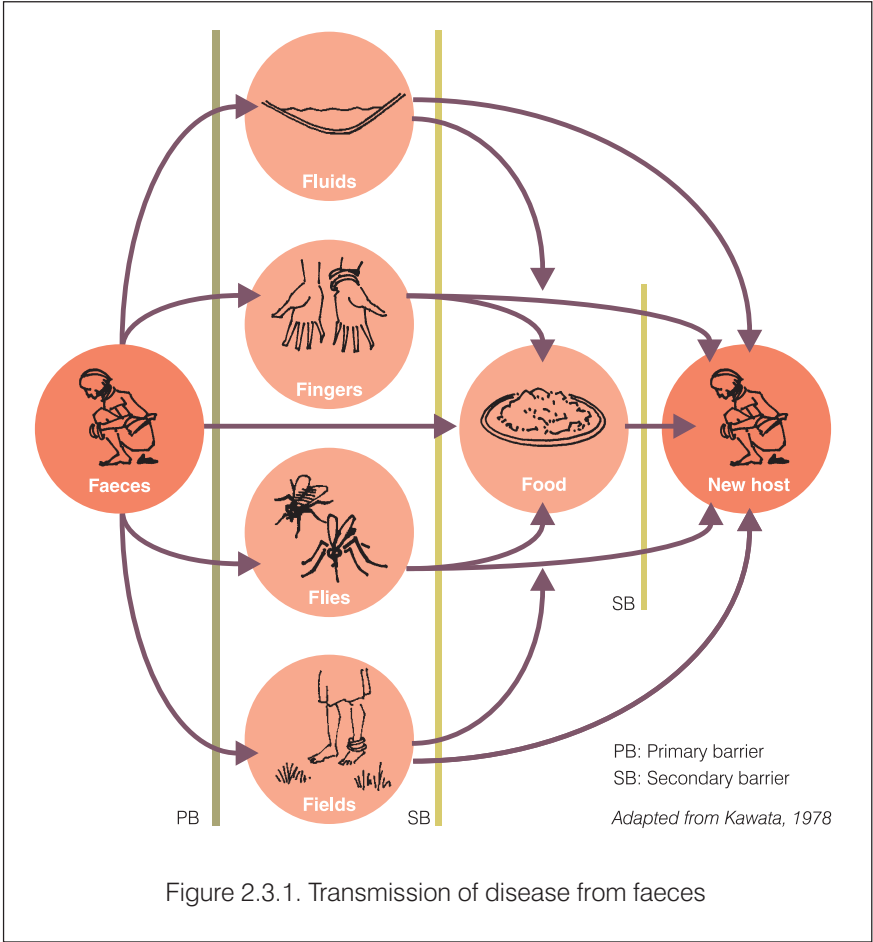 Fluids
Fingers
Faeces
Food
New host
Flies
SB
Fields
PB: Primary barrier
SB: Secondary barrier
PB
SB
Adapted from Kawata, 1978
Figure 2.3.1. Transmission of disease from faeces